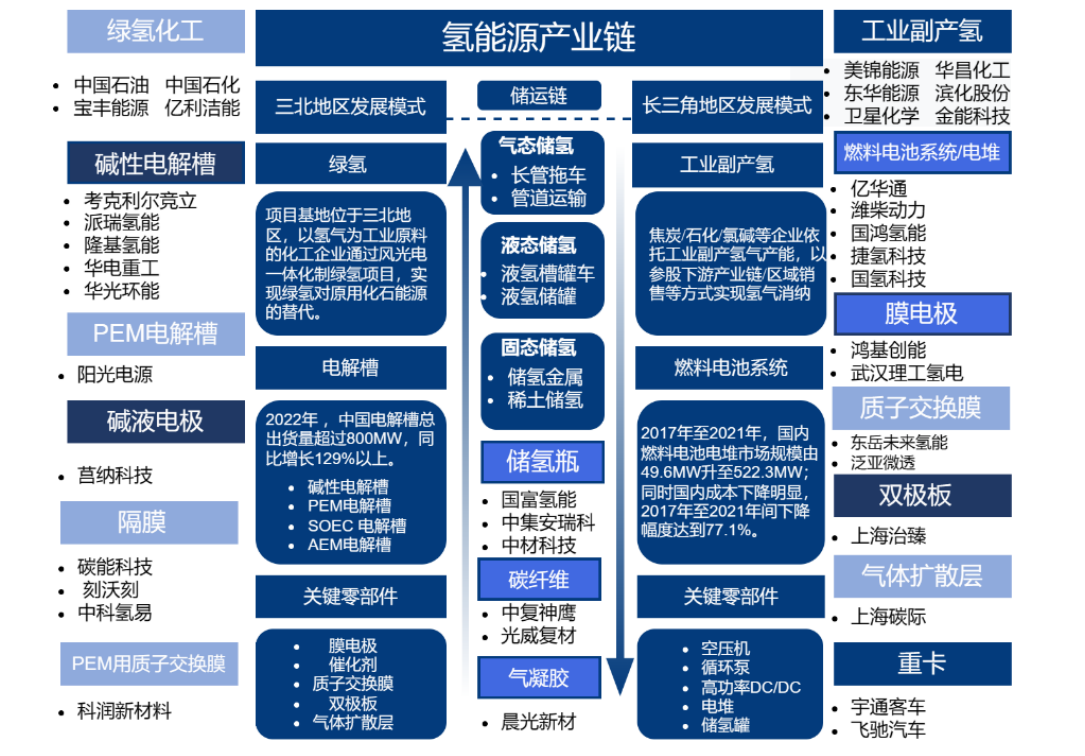 氢能源产业链
绿氢化工
• 中国石油 中国石化
• 宝丰能源 亿利洁能
碱性电解槽
• 考克利尔竞立
• 派瑞氢能
• 隆基氢能
• 华电重工
• 华光环能
PEM电解槽
• 阳光电源
碱液电极
• 莒纳科技
隔膜
• 碳能科技
• 刻沃刻
• 中科氢易
PEM用质子交换膜
• 科润新材料
三北地区发展模式
绿氢
项目基地位于三北地
区，以氢气为工业原料
的化工企业通过风光电
一体化制绿氢项目，实
现绿氢对原用化石能源
的替代。
电解槽
2022年，中国电解槽总
出货量超过800MW，同
比增长129%以上。
• 碱性电解槽
• PEM电解槽
• SOEC 电解槽
• AEM电解槽
关键零部件
• 膜电极
• 催化剂
• 质子交换膜
• 双极板
• 气体扩散层
储运链
气态储氢
• 长管拖车
• 管道运输
液态储氢
• 液氢槽罐车
• 液氢储罐
固态储氢
• 储氢金属
• 稀土储氢
储氢瓶
• 国富氢能
• 中集安瑞科
• 中材科技
碳纤维
• 中复神鹰
• 光威复材
气凝胶
• 晨光新材
长三角地区发展模式
工业副产氢
焦炭/石化/氯碱等企业依
托工业副产氢气产能，以
参股下游产业链/区域销
售等方式实现氢气消纳
燃料电池系统
2017年至2021年，国内
燃料电池电堆市场规模由
49.6MW升至522.3MW；
同时国内成本下降明显，
2017年至2021年间下降
幅度达到77.1%。
关键零部件
• 空压机
• 循环泵
• 高功率DC/DC
• 电堆
• 储氢罐
工业副产氢
• 美锦能源 华昌化工
• 东华能源 滨化股份
• 卫星化学 金能科技
燃料电池系统/电堆
• 亿华通
• 潍柴动力
• 国鸿氢能
• 捷氢科技
• 国氢科技
膜电极
• 鸿基创能
• 武汉理工氢电
质子交换膜
• 东岳未来氢能
• 泛亚微透
双极板
• 上海治臻
气体扩散层
• 上海碳际
重卡
• 宇通客车
• 飞驰汽车